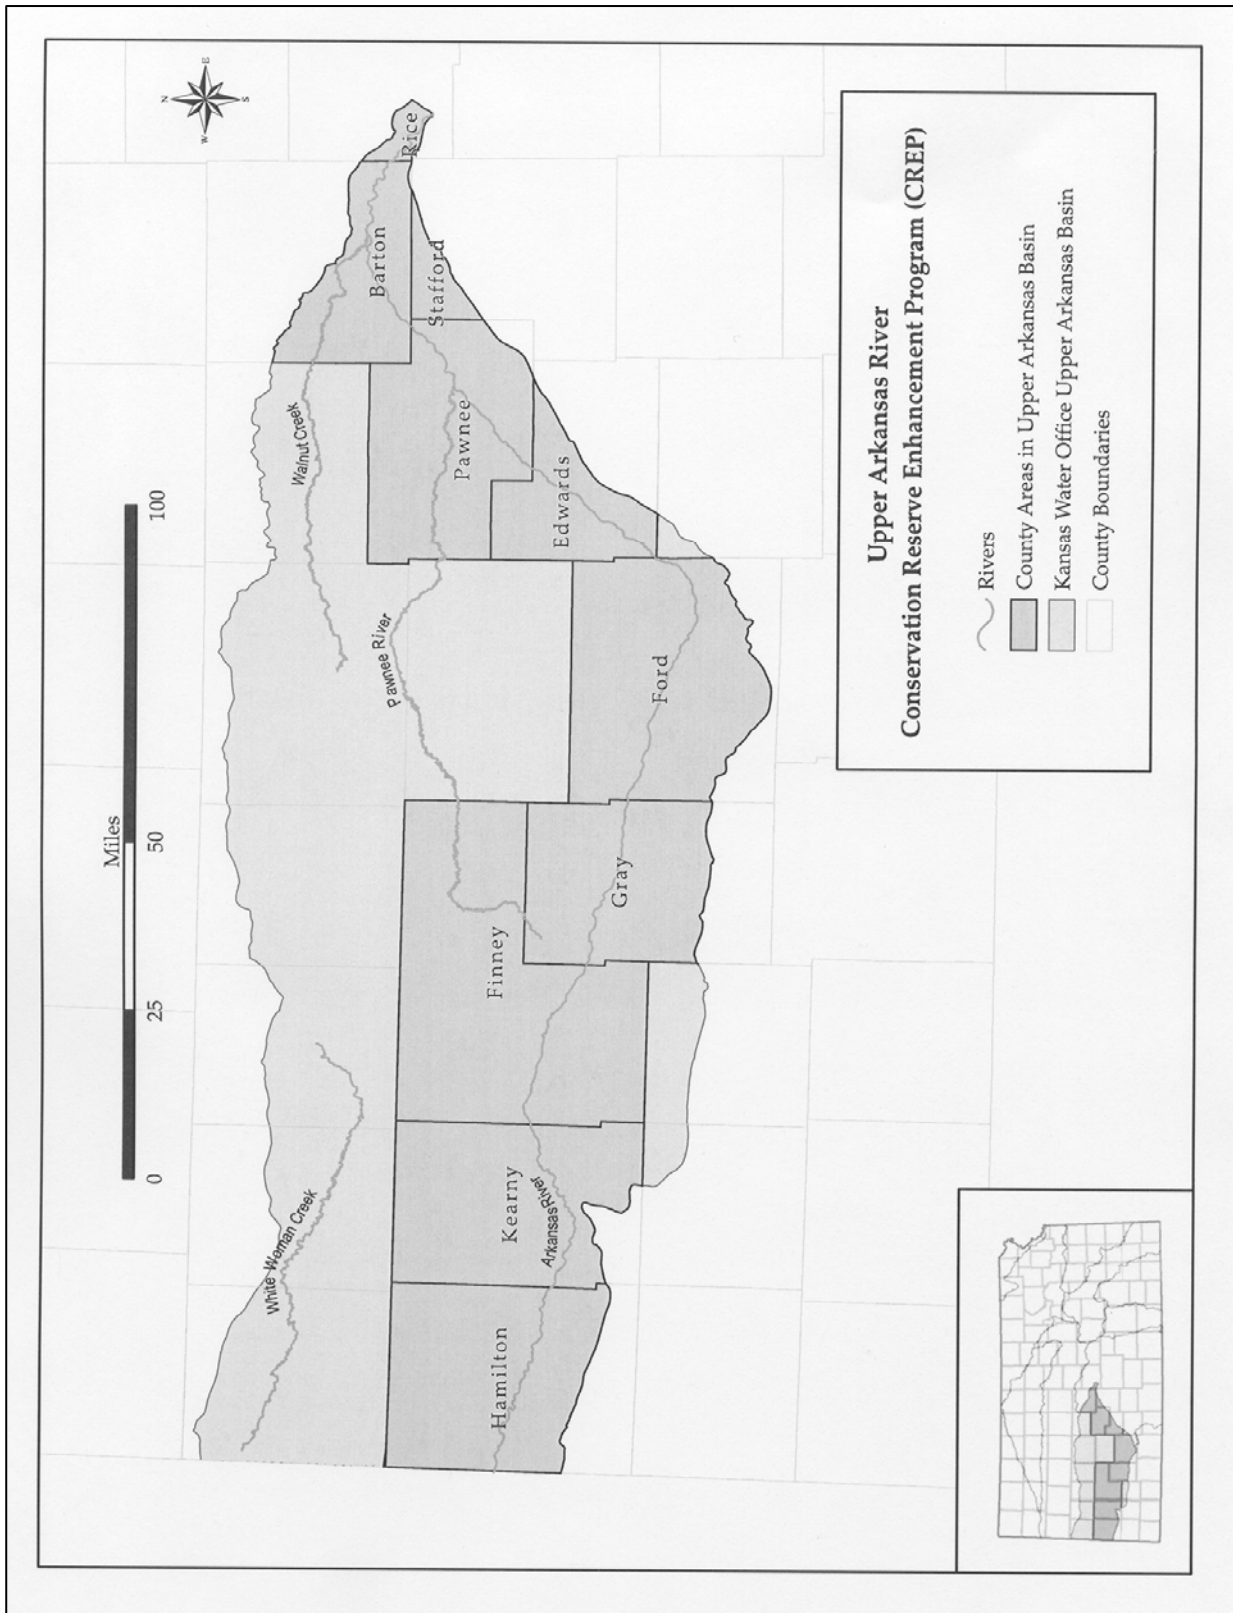 Upper Arkansas River
Conservation Reserve Enhancement Program (CREP)
Rivers
County Areas in Upper Arkansas Basin
Kansas Water Office Upper Arkansas Basin
County Boundaries
Miles
0
25
50
100
N
E
S
W
White Woman Creek
Walnut Creek
Pawnee River
Arkansas River
Hamilton
Kearny
Finney
Gray
Ford
Edwards
Pawnee
Stafford
Barton
Rice